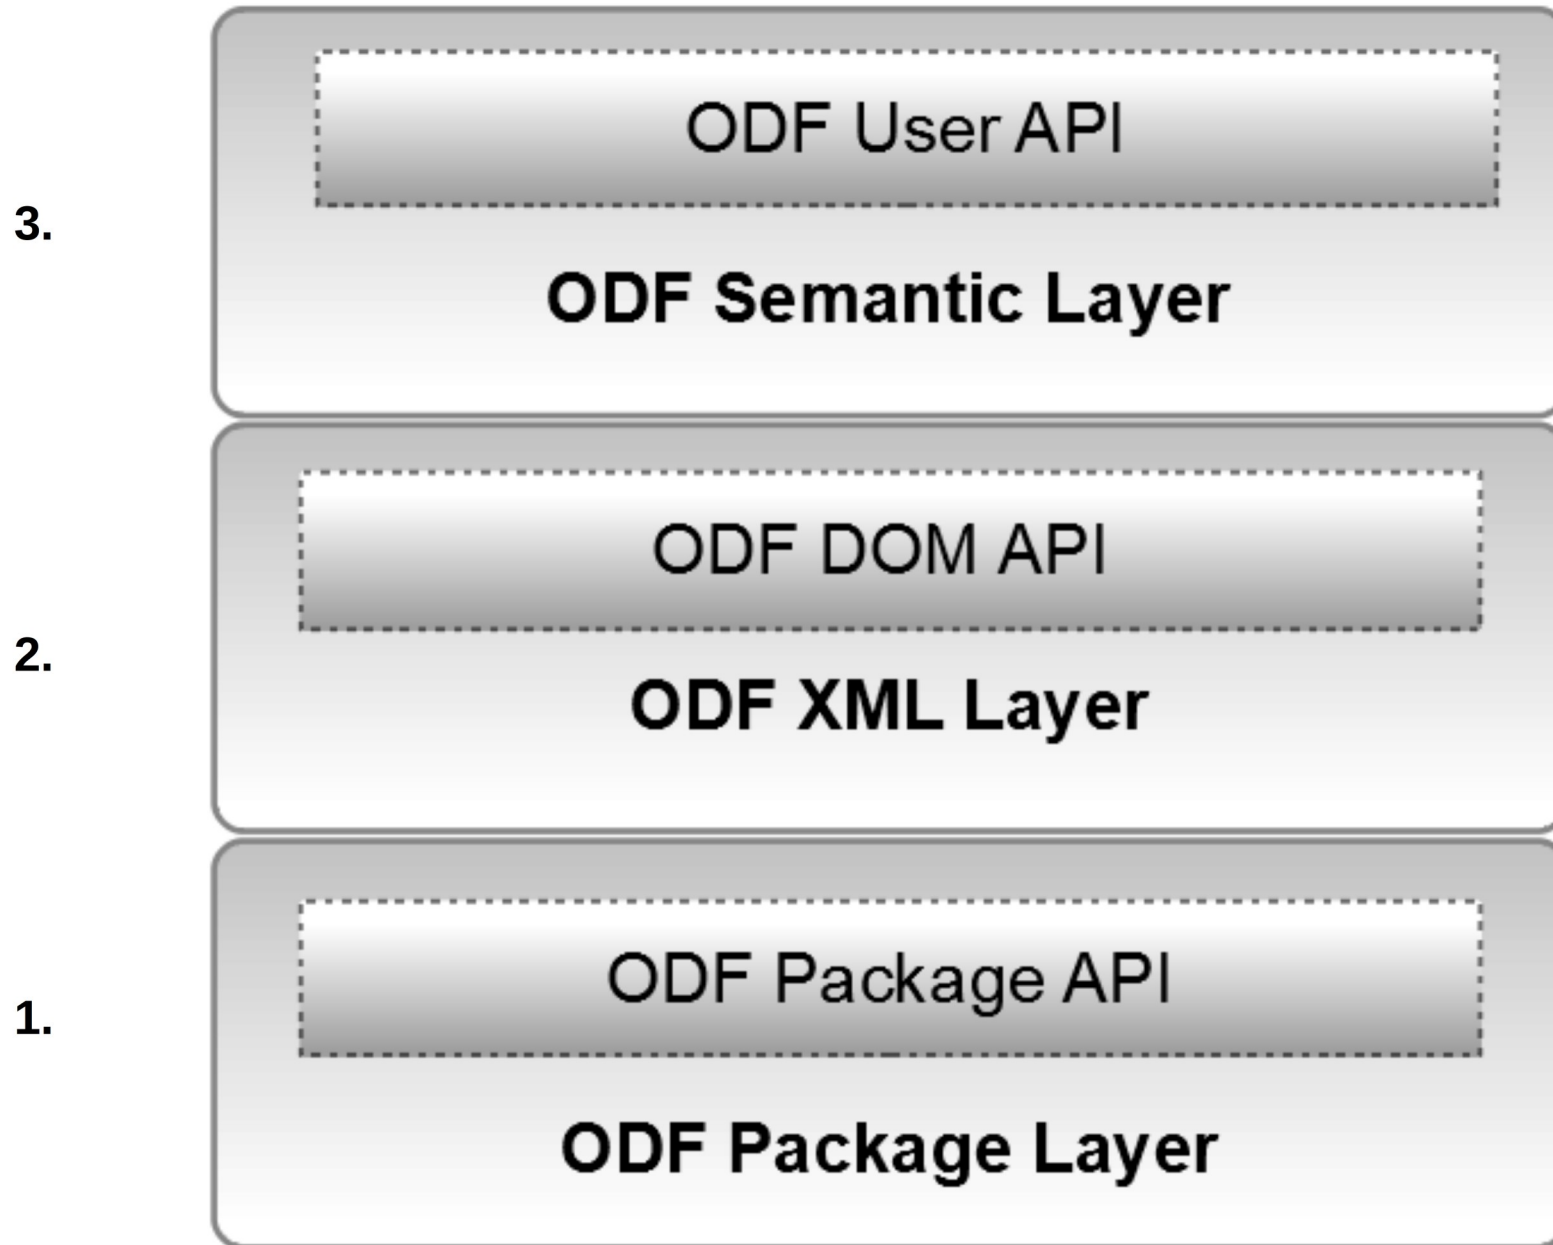 ODF User API
3.
ODF Semantic Layer
ODF DOM API
2.
ODF XML Layer
ODF Package API
1.
ODF Package Layer